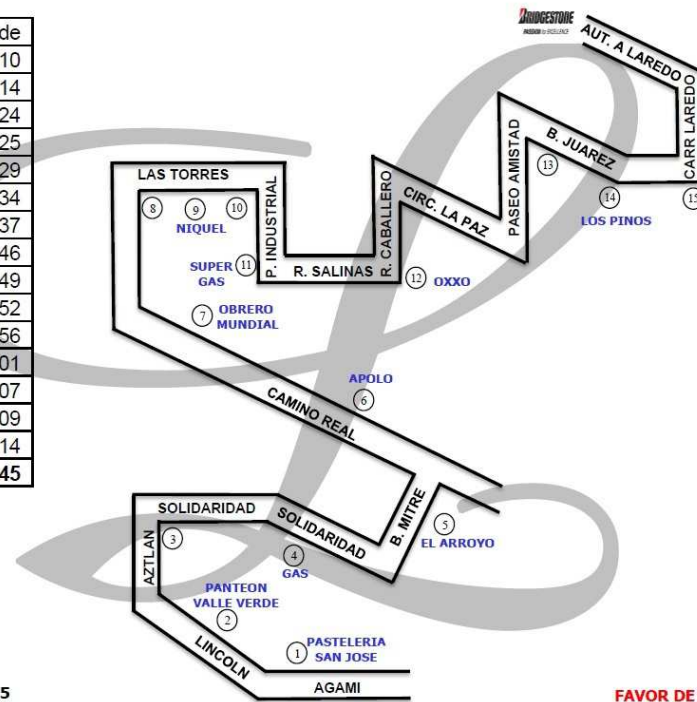 de
10
14
24
25
29
34
37
46
49
52
56
01
07
09
14
45
BRIDGESTONE
PASSION for EXCELLENCE
AUT. A LAREDO
CARR LAREDO
B. JUAREZ
13
14
LOS PINOS
15
PASEO AMISTAD
CIRC. LA PAZ
R. CABALLERO
12 OXXO
LAS TORRES
8
9
10
NIQUEL
P. INDUSTRIAL
SUPER
GAS
11
R. SALINAS
7
OBRERO
MUNDIAL
APOLO
6
CAMINO REAL
B. MITRE
5
EL ARROYO
SOLIDARIDAD
SOLIDARIDAD
3
4
GAS
AZTLAN
PANTEON
VALLE VERDE
2
LINCOLN
1
PASTELERIA
SAN JOSE
AGAMI
5
FAVOR DE